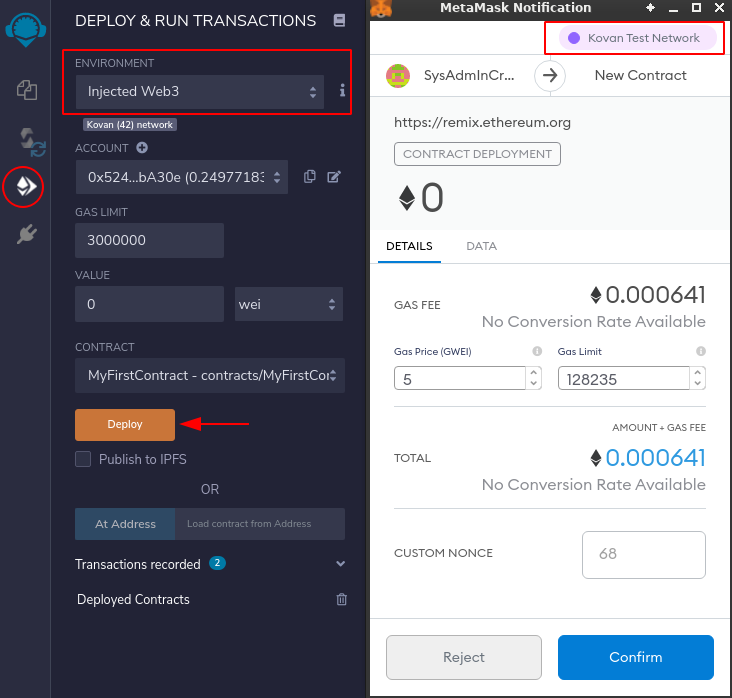 DEPLOY & RUN TRANSACTIONS
ENVIRONMENT
Injected Web3
Kovan (42) network
ACCOUNT
0x524...bA30e (0.24977183
GAS LIMIT
3000000
VALUE
0
wei
CONTRACT
MyFirstContract - contracts/MyFirstCon
Deploy
Publish to IPFS
OR
At Address
Load contract from Address
Transactions recorded 2
Deployed Contracts
MetaMask Notification
Kovan Test Network
SysAdminCr...
New Contract
https://remix.ethereum.org
CONTRACT DEPLOYMENT
0
DETAILS
DATA
GAS FEE
0.000641
No Conversion Rate Available
Gas Price (GWEI)
Gas Limit
5
128235
AMOUNT + GAS FEE
TOTAL
0.000641
No Conversion Rate Available
CUSTOM NONCE
68
Reject
Confirm